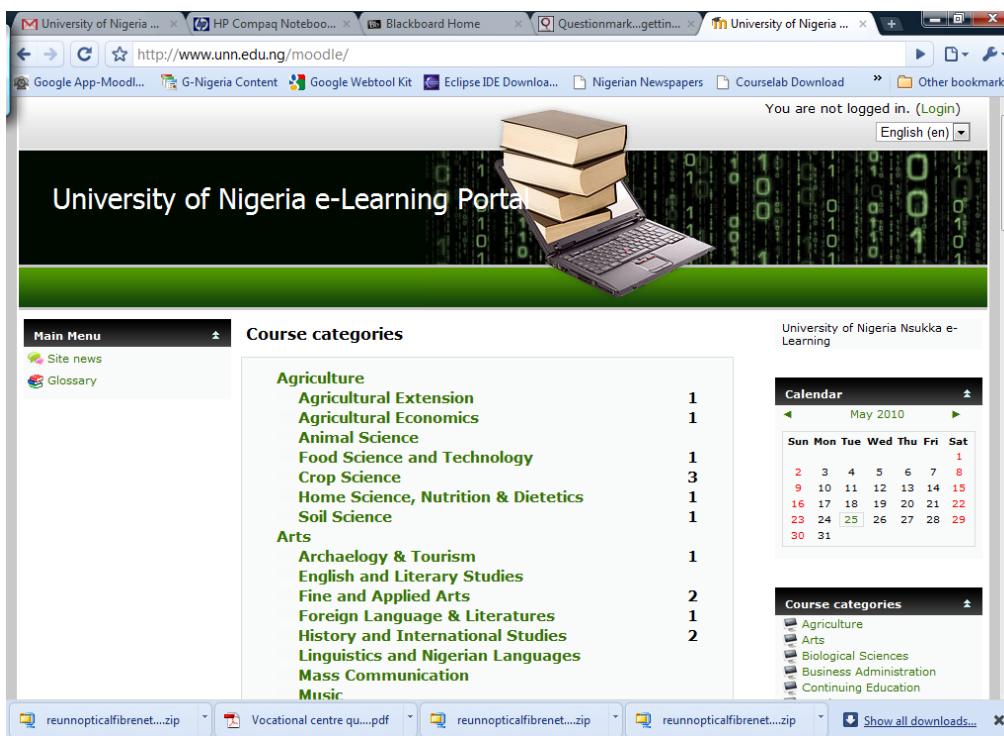 University of Nigeria ...
HP Compaq Noteboo...
Blackboard Home
Questionmark...gettin...
University of Nigeria ...
http://www.unn.edu.ng/moodle/
Google App-Moodl...
G-Nigeria Content
Google Webtool Kit
Eclipse IDE Downloa...
Nigerian Newspapers
Courselab Download
»
Other bookmark
You are not logged in. (Login)
English (en)
University of Nigeria e-Learning Portal
Main Menu
Site news
Glossary
Course categories
Agriculture
Agricultural Extension 1
Agricultural Economics 1
Animal Science
Food Science and Technology 1
Crop Science 3
Home Science, Nutrition & Dietetics 1
Soil Science 1
Arts
Archaelogy & Tourism 1
English and Literary Studies
Fine and Applied Arts 2
Foreign Language & Literatures 1
History and International Studies 2
Linguistics and Nigerian Languages
Mass Communication
Music
University of Nigeria Nsukka e-
Learning
Calendar
◄ May 2010 ►
Sun Mon Tue Wed Thu Fri Sat
1
2 3 4 5 6 7 8
9 10 11 12 13 14 15
16 17 18 19 20 21 22
23 24 25 26 27 28 29
30 31
Course categories
Agriculture
Arts
Biological Sciences
Business Administration
Continuing Education
reunnopticalfibrenet....zip
Vocational centre qu....pdf
reunnopticalfibrenet....zip
reunnopticalfibrenet....zip
Show all downloads...